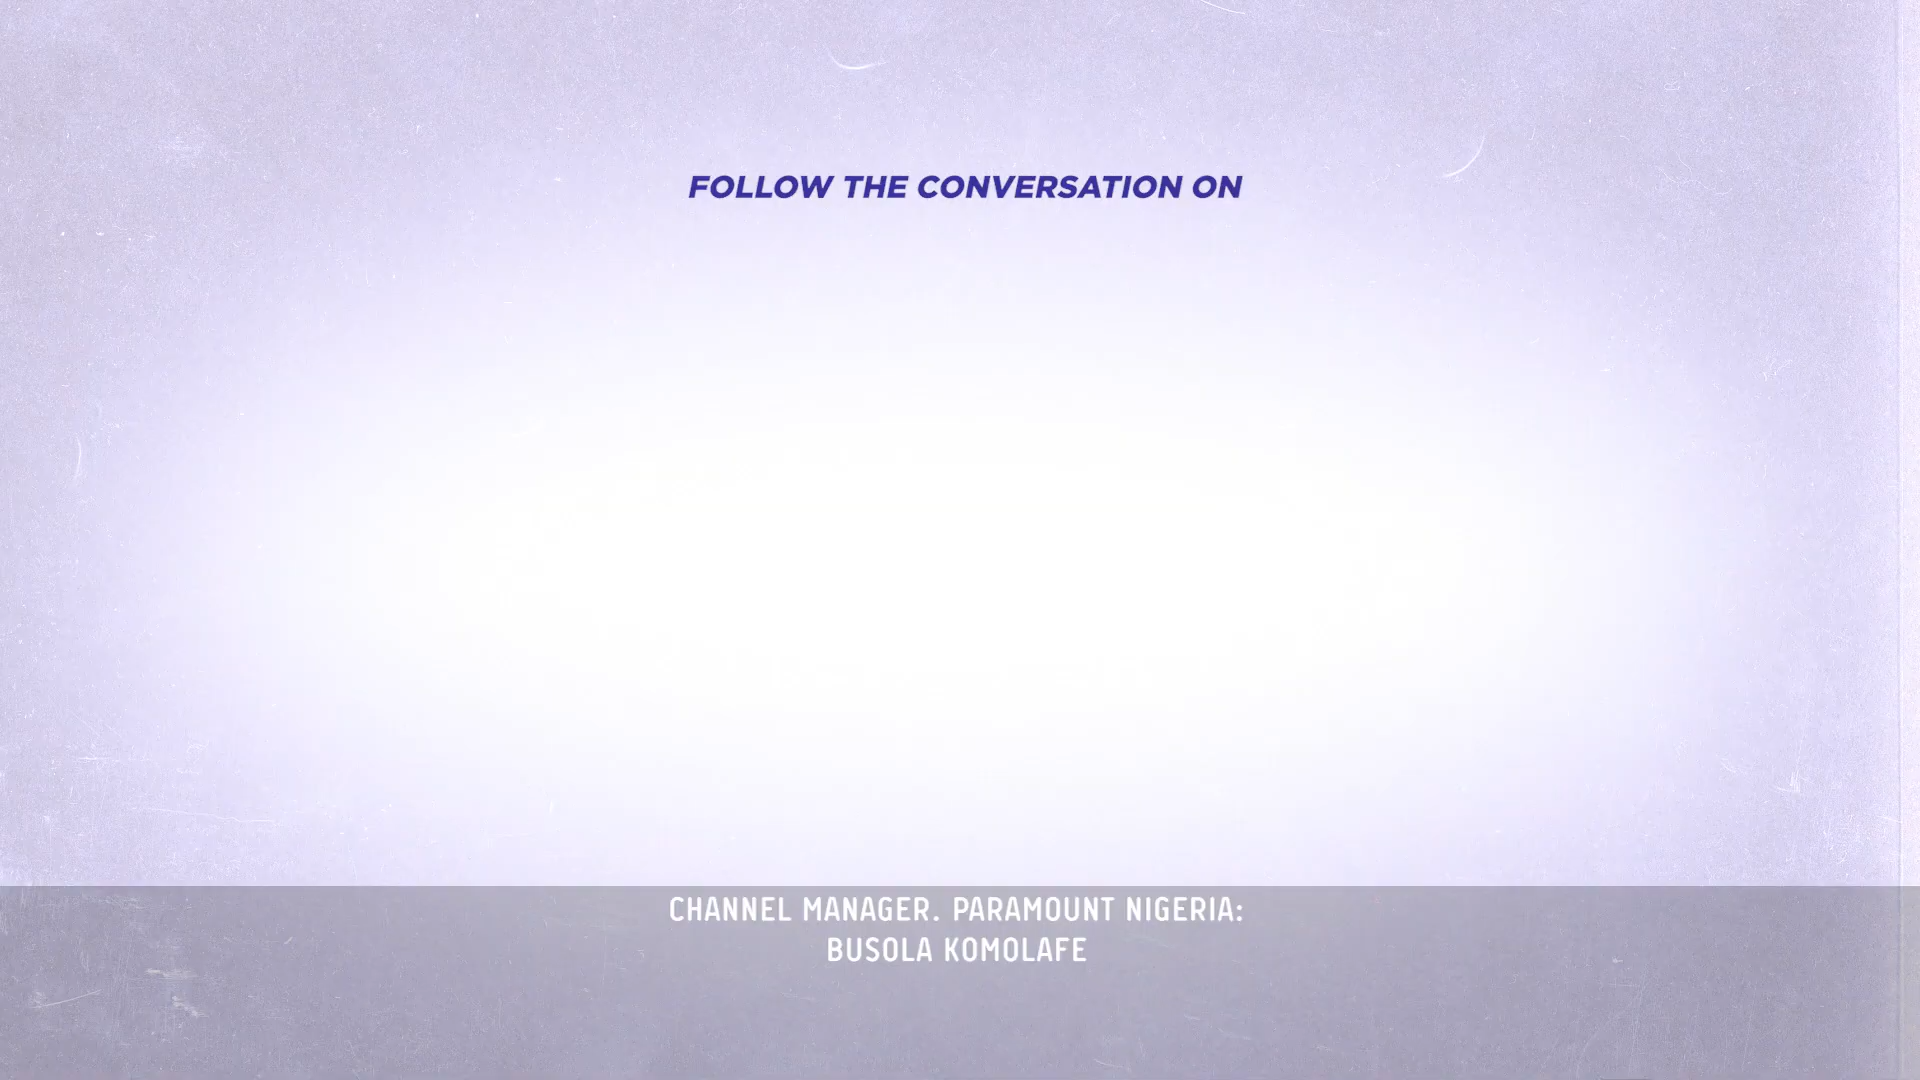 FOLLOW THE CONVERSATION ON
CHANNEL MANAGER. PARAMOUNT NIGERIA:
BUSOLA KOMOLAFE